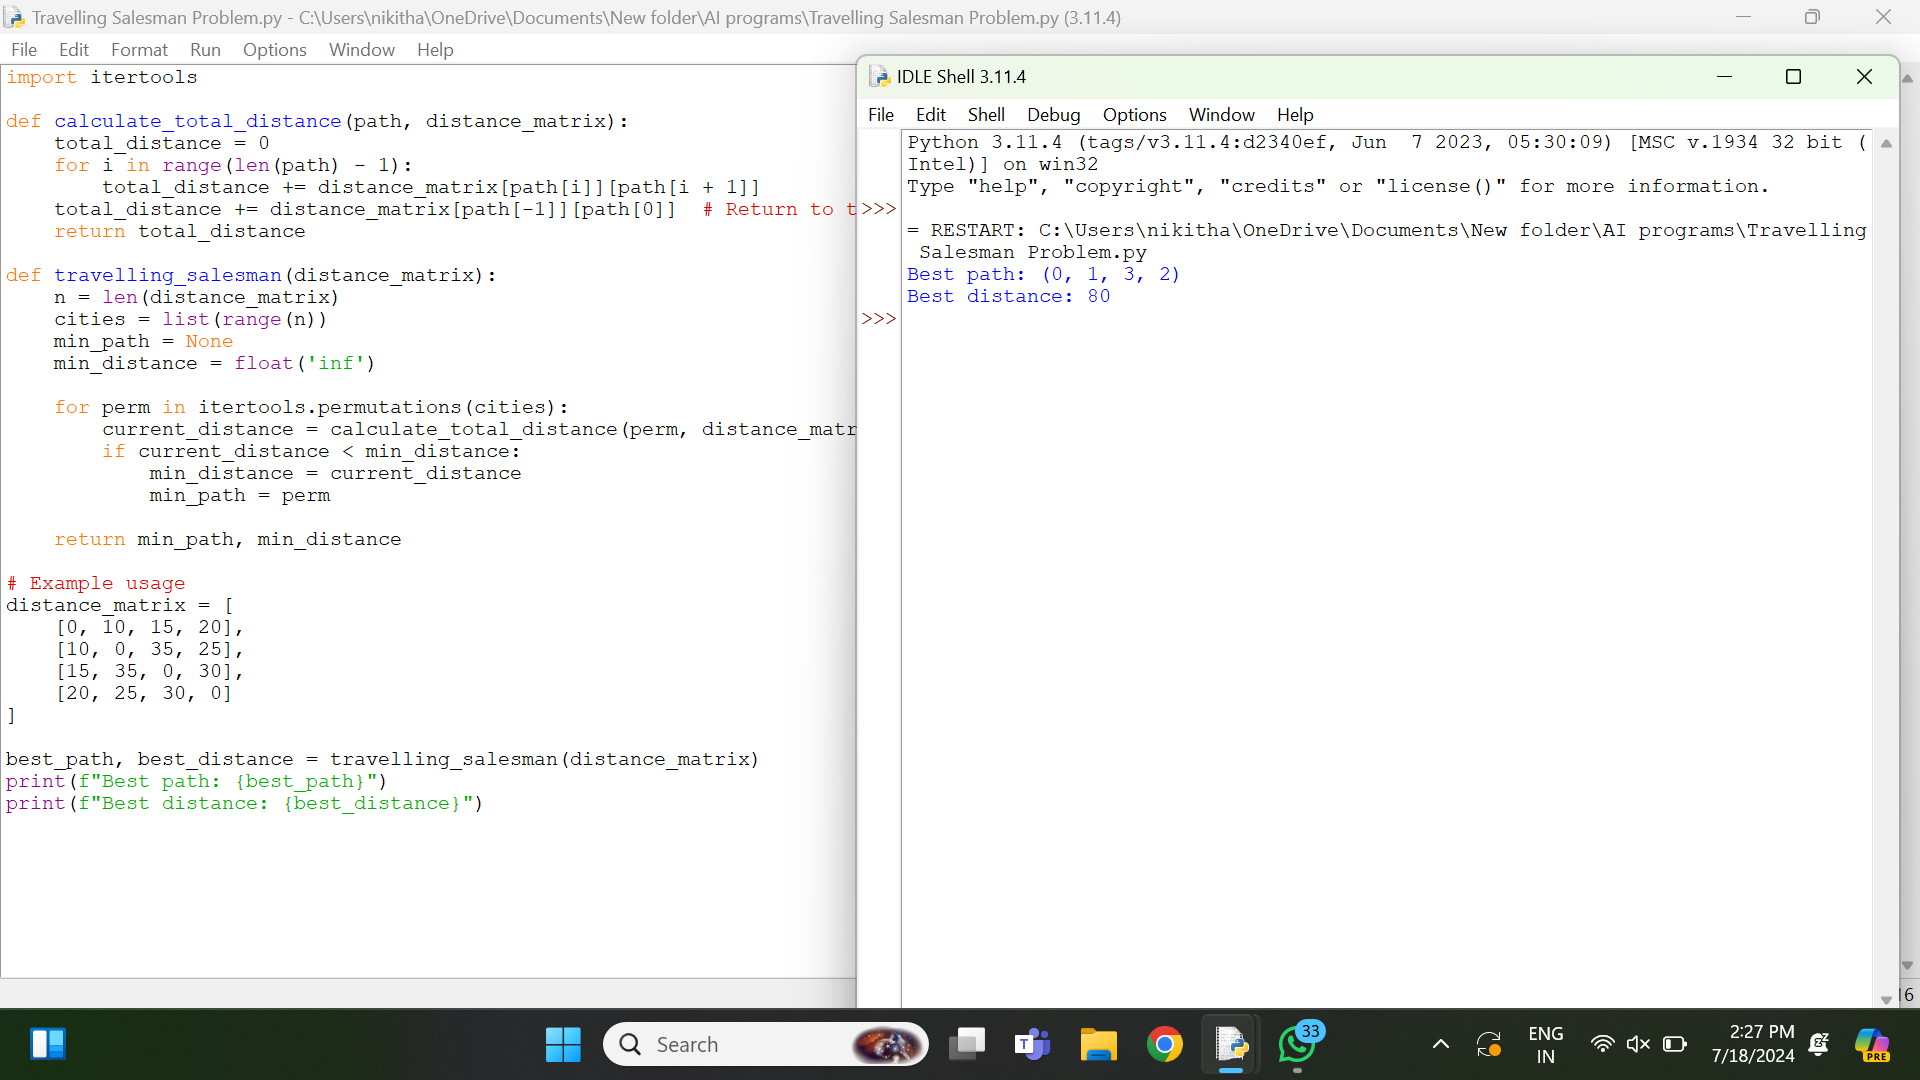 Travelling Salesman Problem.py - C:\Users\nikitha\OneDrive\Documents\New folder\AI programs\Travelling Salesman Problem.py (3.11.4)
File Edit Format Run Options Window Help
import itertools
def calculate_total_distance(path, distance_matrix):
    total_distance = 0
    for i in range(len(path) - 1):
        total_distance += distance_matrix[path[i]][path[i + 1]]
    total_distance += distance_matrix[path[-1]][path[0]]  # Return to t
    return total_distance
def travelling_salesman(distance_matrix):
    n = len(distance_matrix)
    cities = list(range(n))
    min_path = None
    min_distance = float('inf')
    for perm in itertools.permutations(cities):
        current_distance = calculate_total_distance(perm, distance_matr
        if current_distance < min_distance:
            min_distance = current_distance
            min_path = perm
    return min_path, min_distance
# Example usage
distance_matrix = [
    [0, 10, 15, 20],
    [10, 0, 35, 25],
    [15, 35, 0, 30],
    [20, 25, 30, 0]
]
best_path, best_distance = travelling_salesman(distance_matrix)
print(f"Best path: {best_path}")
print(f"Best distance: {best_distance}")
IDLE Shell 3.11.4
File Edit Shell Debug Options Window Help
Python 3.11.4 (tags/v3.11.4:d2340ef, Jun  7 2023, 05:30:09) [MSC v.1934 32 bit (
Intel)] on win32
Type "help", "copyright", "credits" or "license()" for more information.
>>>
= RESTART: C:\Users\nikitha\OneDrive\Documents\New folder\AI programs\Travelling
 Salesman Problem.py
Best path: (0, 1, 3, 2)
Best distance: 80
>>>
16
Search
T
33
ENG
IN
2:27 PM
7/18/2024
PRE